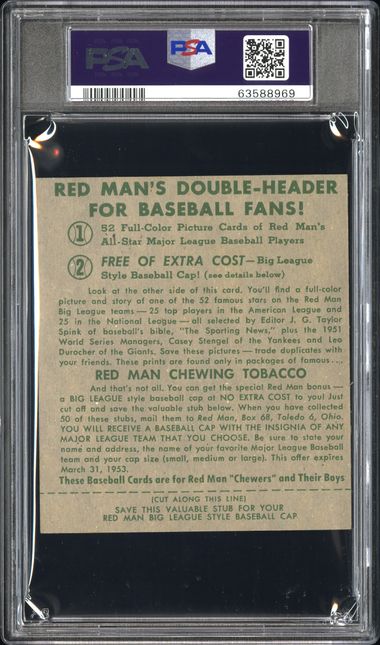 PSA
PSA
63588969
RED MAN'S DOUBLE-HEADER
FOR BASEBALL FANS!
1 52 Full-Color Picture Cards of Red Man's
All-Star Major League Baseball Players
2 FREE OF EXTRA COST—Big League
Style Baseball Cap! (see details below)
Look at the other side of this card. You'll find a full-color
picture and story of one of the 52 famous stars on the Red Man
Big League teams — 25 top players in the American League and
25 in the National League — all selected by Editor J. G. Taylor
Spink of baseball's bible, "The Sporting News," plus the 1951
World Series Managers, Casey Stengel of the Yankees and Leo
Durocher of the Giants. Save these pictures — trade duplicates with
your friends. These prints are found only in packages of famous . . .
RED MAN CHEWING TOBACCO
And that's not all. You can get the special Red Man bonus —
a BIG LEAGUE style baseball cap at NO EXTRA COST to you! Just
cut off and save the valuable stub below. When you have collected
50 of these stubs, mail them to Red Man, Box 68, Toledo 6, Ohio.
YOU WILL RECEIVE A BASEBALL CAP WITH THE INSIGNIA OF ANY
MAJOR LEAGUE TEAM THAT YOU CHOOSE. Be sure to state your
name and address, the name of your favorite Major League Baseball
team and your cap size (small, medium or large). This offer expires
March 31, 1953.
These Baseball Cards are for Red Man "Chewers" and Their Boys
(CUT ALONG THIS LINE)
SAVE THIS VALUABLE STUB FOR YOUR
RED MAN BIG LEAGUE STYLE BASEBALL CAP